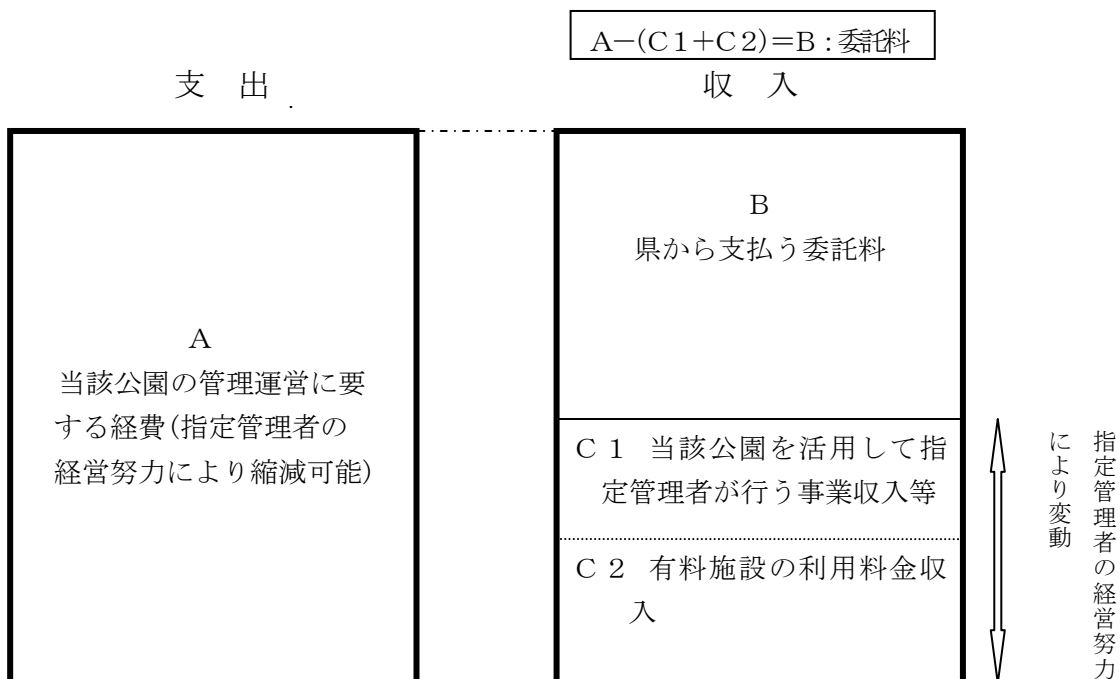 A－(C1+C2)＝B：委託料
支 出
収 入
A
当該公園の管理運営に要
する経費(指定管理者の
経営努力により縮減可能)
B
県から支払う委託料
C1 当該公園を活用して指
定管理者が行う事業収入等
C2 有料施設の利用料金収
入
指定管理者の経営努力
により変動